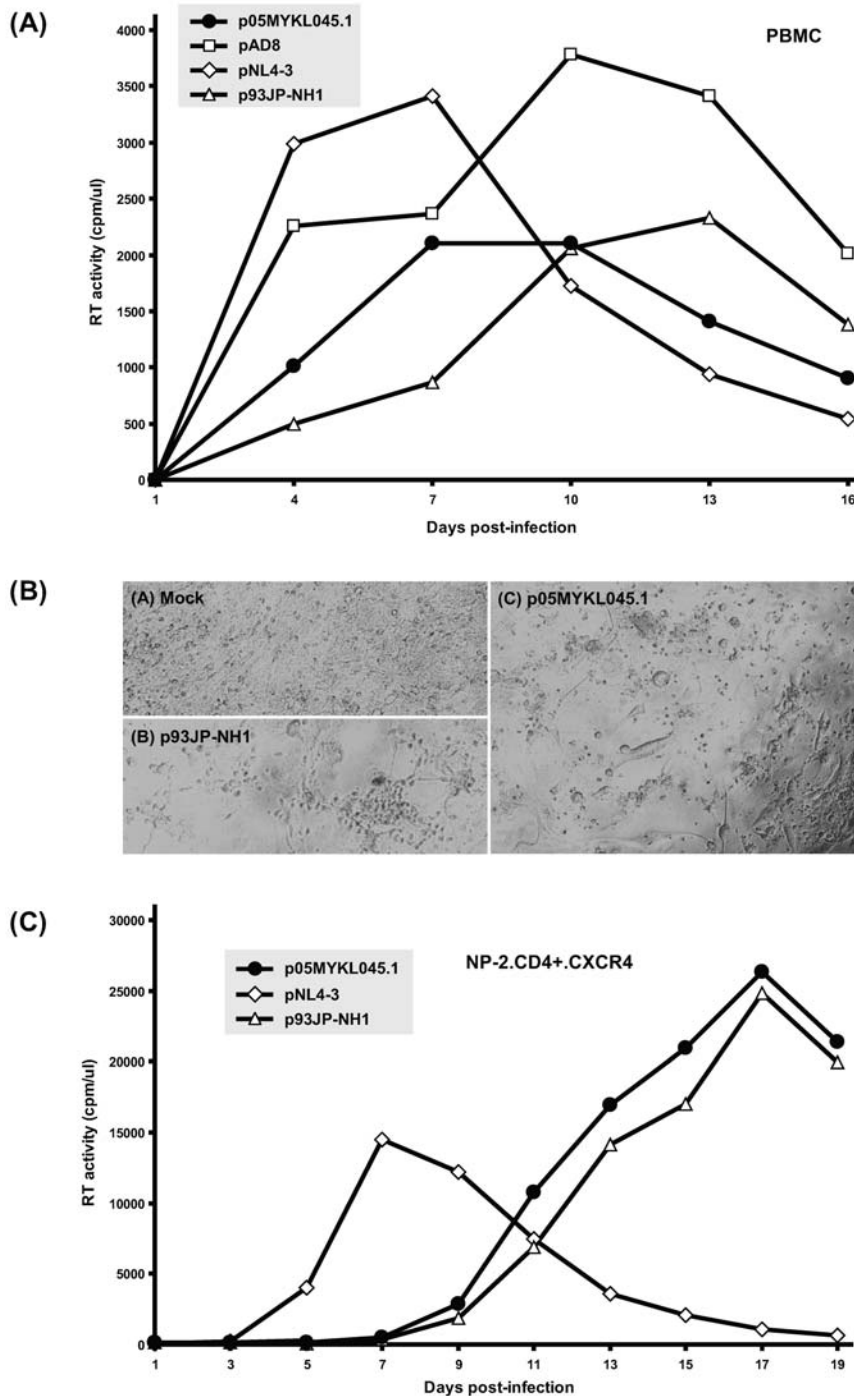 (A)
p05MYKL045.1
pAD8
pNL4-3
p93JP-NH1
PBMC
RT activity (cpm/ul)
4000
3500
3000
2500
2000
1500
1000
500
0
1 4 7 10 13 16
Days post-infection
(B)
(A) Mock
(B) p93JP-NH1
(C) p05MYKL045.1
(C)
p05MYKL045.1
pNL4-3
p93JP-NH1
NP-2.CD4+.CXCR4
RT activity (cpm/ul)
30000
25000
20000
15000
10000
5000
0
1 3 5 7 9 11 13 15 17 19
Days post-infection